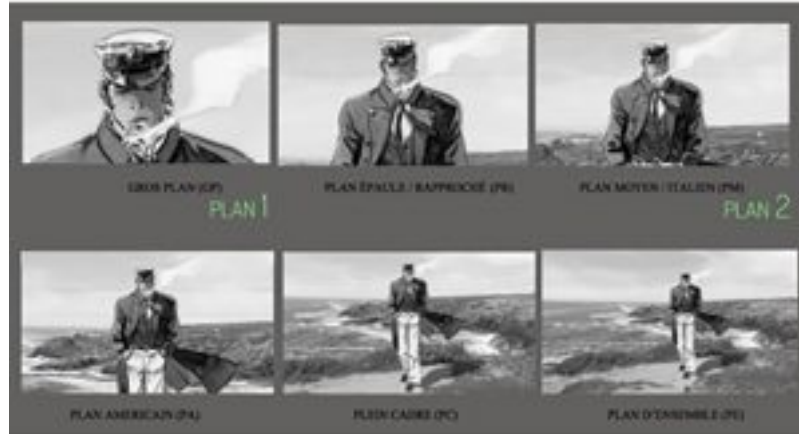 GROS PLAN (GP)
PLAN ÉPAULE / RAPPROCHÉ (PR)
PLAN MOYEN / ITALIEN (PM)
PLAN 1
PLAN 2
PLAN AMERICAIN (PA)
PLEIN CADRE (PC)
PLAN D'ENSEMBLE (PE)